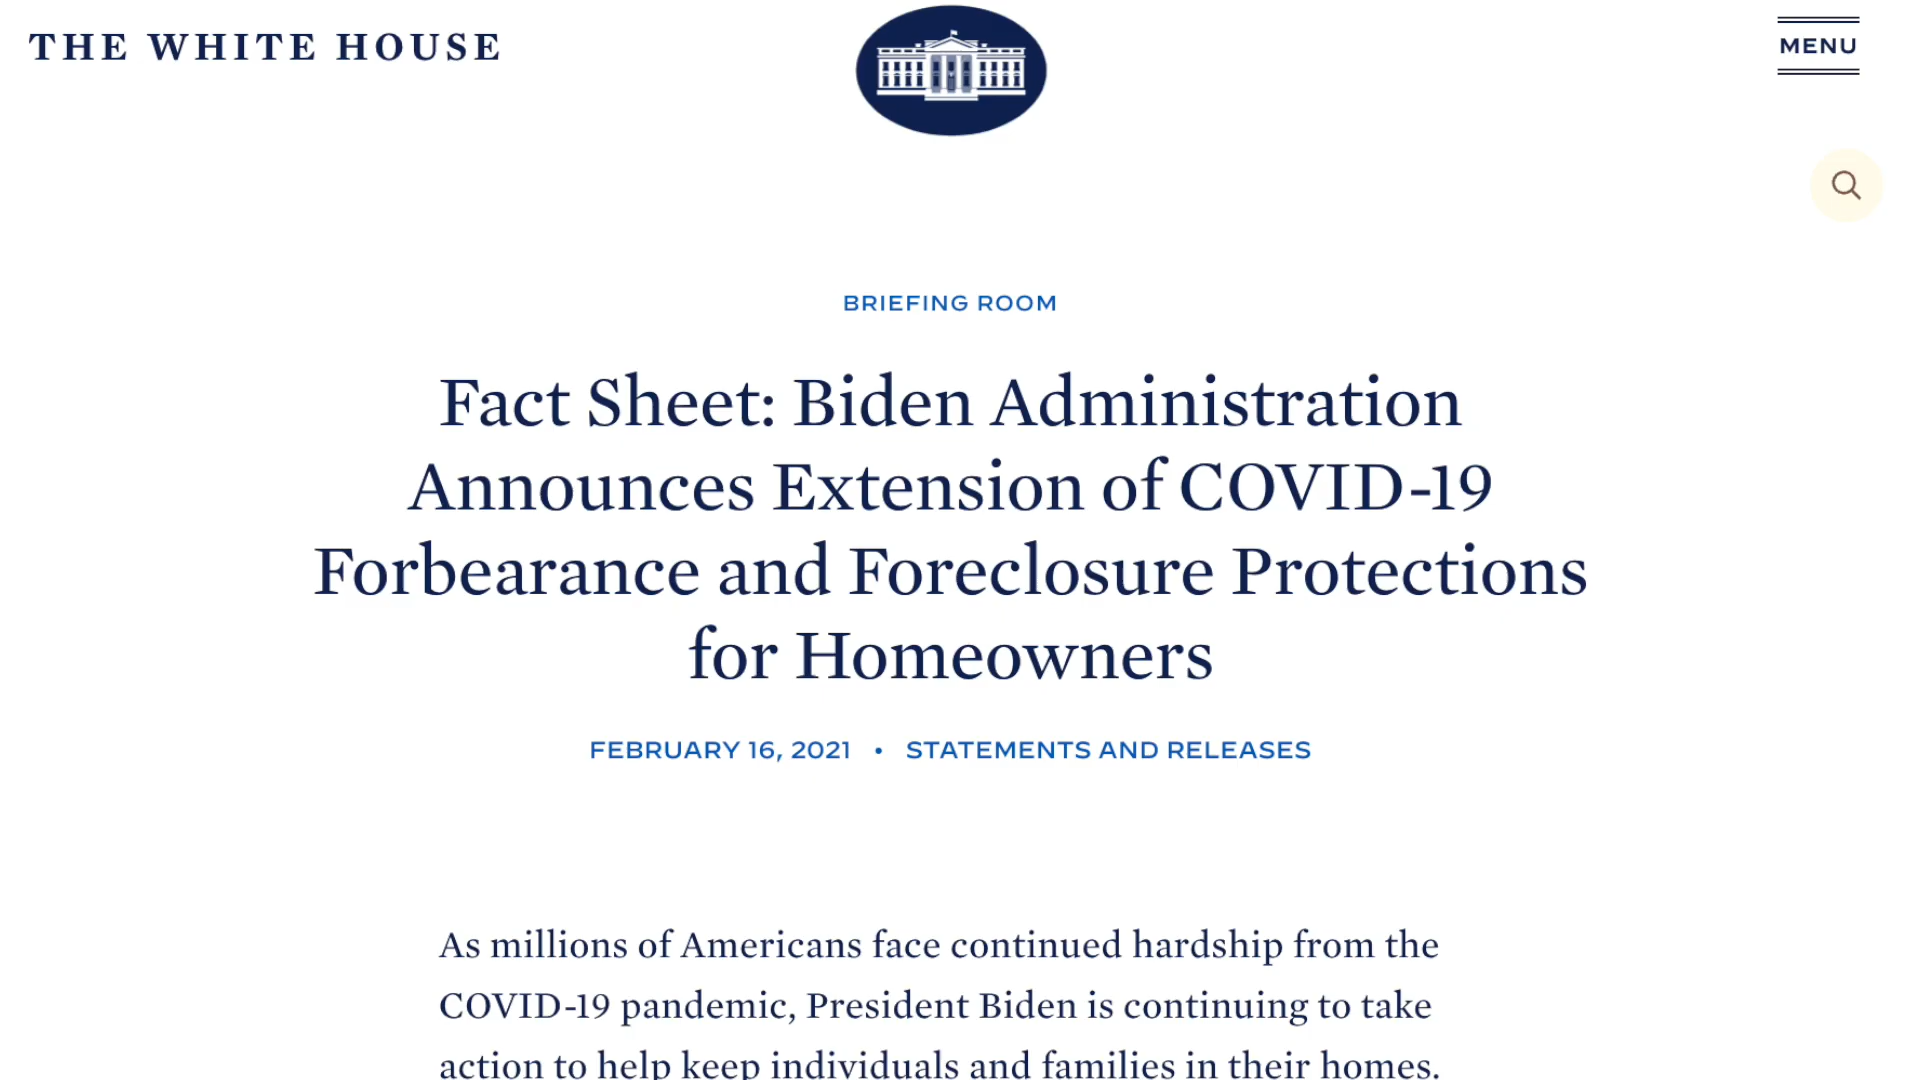 THE WHITE HOUSE
MENU
BRIEFING ROOM
Fact Sheet: Biden Administration
Announces Extension of COVID-19
Forbearance and Foreclosure Protections
for Homeowners
FEBRUARY 16, 2021 • STATEMENTS AND RELEASES
As millions of Americans face continued hardship from the
COVID-19 pandemic, President Biden is continuing to take
action to help keep individuals and families in their homes.